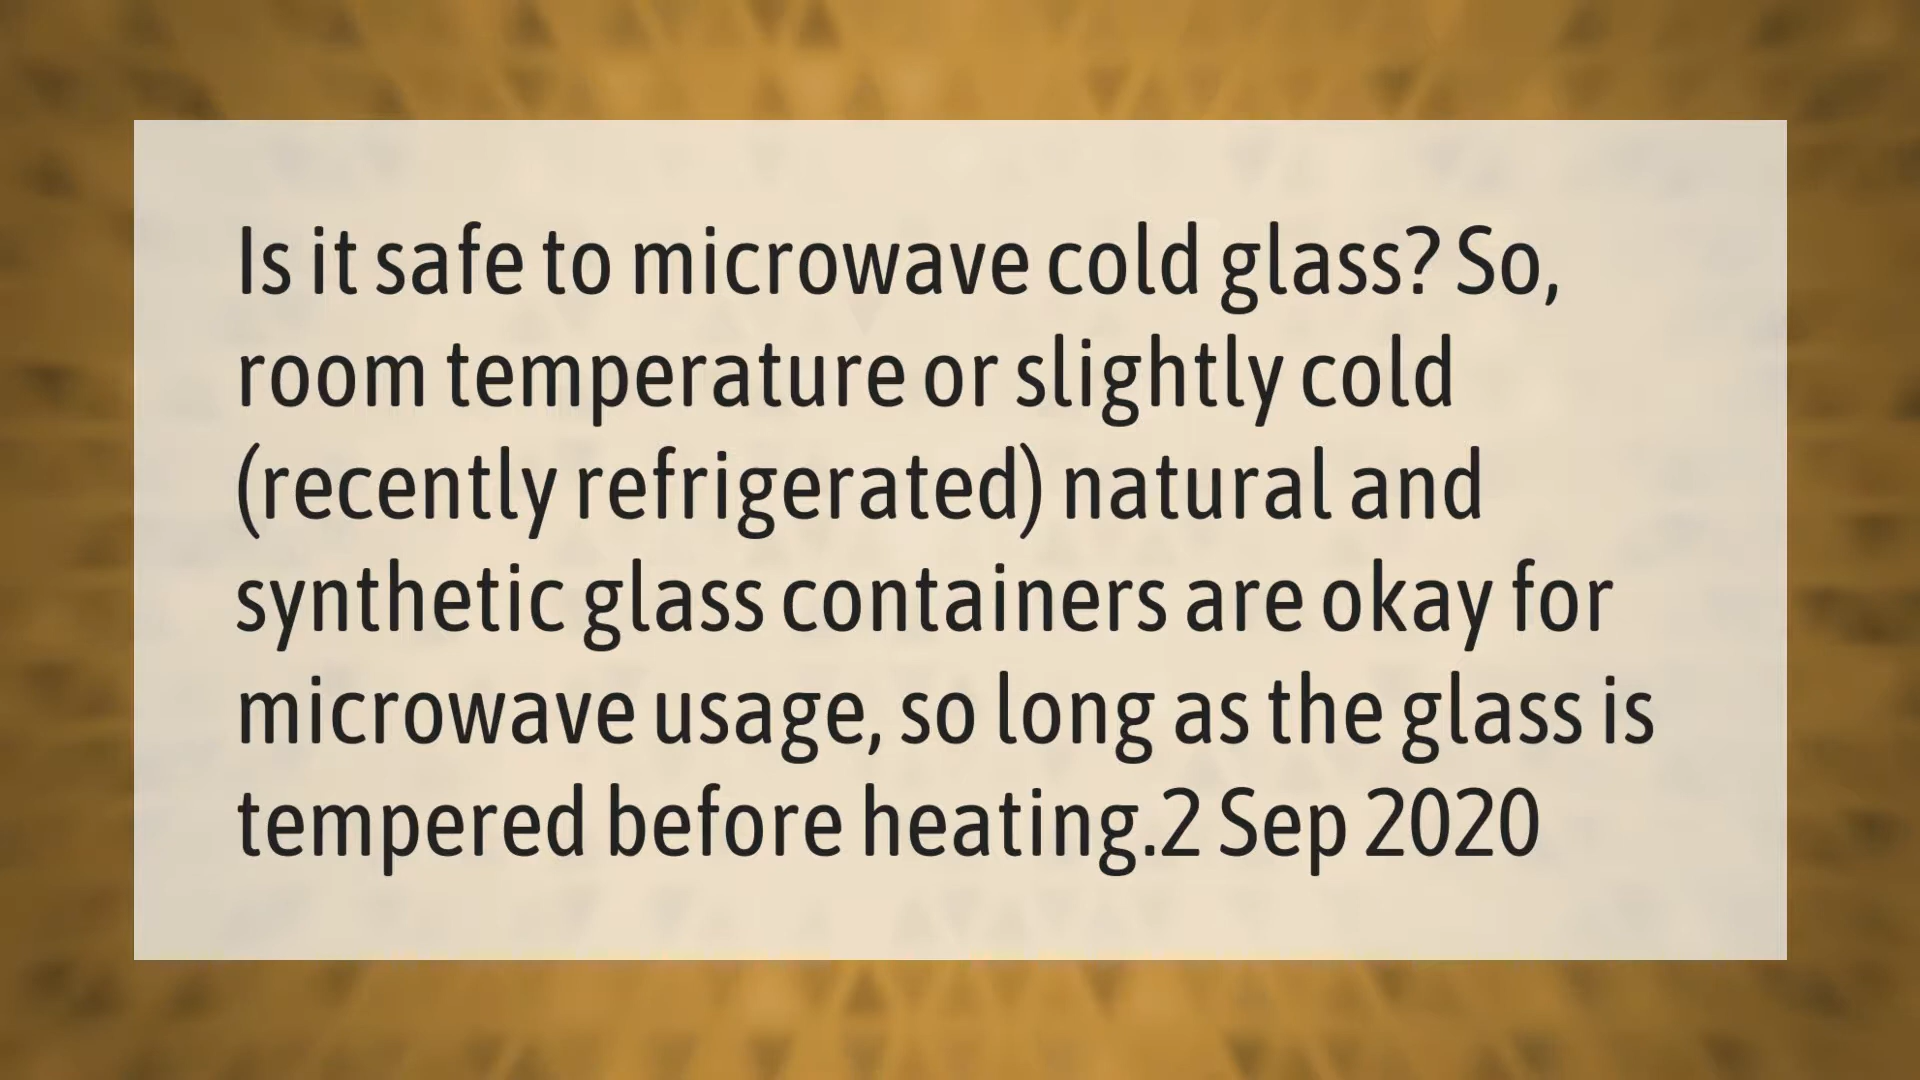 Is it safe to microwave cold glass? So,
room temperature or slightly cold
(recently refrigerated) natural and
synthetic glass containers are okay for
microwave usage, so long as the glass is
tempered before heating.2 Sep 2020